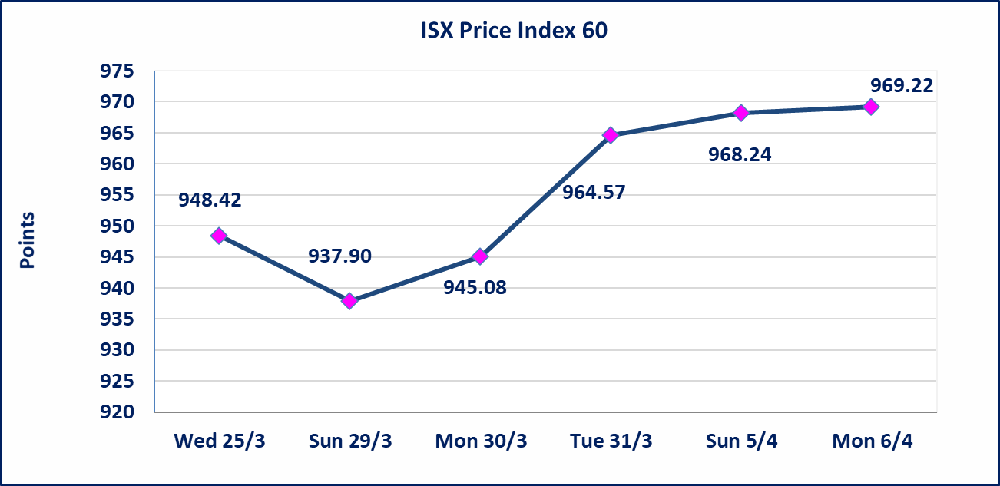 ISX Price Index 60
Points
975
970
965
960
955
950
945
940
935
930
925
920
948.42
937.90
945.08
964.57
968.24
969.22
Wed 25/3
Sun 29/3
Mon 30/3
Tue 31/3
Sun 5/4
Mon 6/4